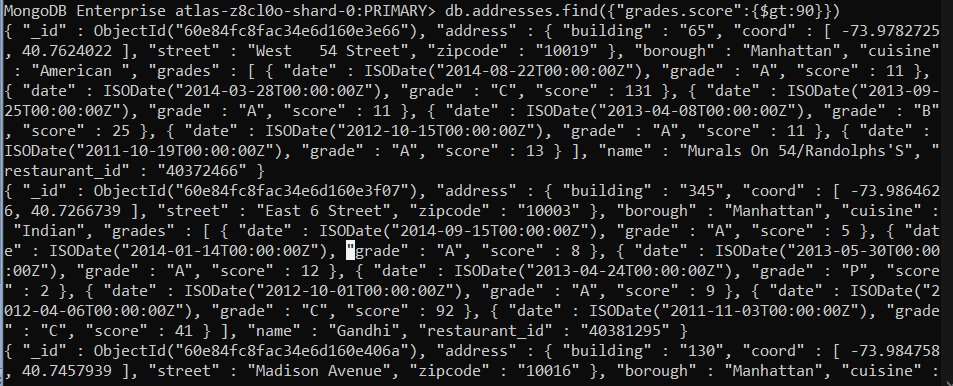 MongoDB Enterprise atlas-z8cl0o-shard-0:PRIMARY> db.addresses.find({"grades.score":{$gt:90}})
{ "_id" : ObjectId("60e84fc8fac34e6d160e3e66"), "address" : { "building" : "65", "coord" : [ -73.9782725
, 40.7624022 ], "street" : "West   54 Street", "zipcode" : "10019" }, "borough" : "Manhattan", "cuisine"
 : "American ", "grades" : [ { "date" : ISODate("2014-08-22T00:00:00Z"), "grade" : "A", "score" : 11 },
{ "date" : ISODate("2014-03-28T00:00:00Z"), "grade" : "C", "score" : 131 }, { "date" : ISODate("2013-09-
25T00:00:00Z"), "grade" : "A", "score" : 11 }, { "date" : ISODate("2013-04-08T00:00:00Z"), "grade" : "B"
, "score" : 25 }, { "date" : ISODate("2012-10-15T00:00:00Z"), "grade" : "A", "score" : 11 }, { "date" :
ISODate("2011-10-19T00:00:00Z"), "grade" : "A", "score" : 13 } ], "name" : "Murals On 54/Randolphs'S", "
restaurant_id" : "40372466" }
{ "_id" : ObjectId("60e84fc8fac34e6d160e3f07"), "address" : { "building" : "345", "coord" : [ -73.986462
6, 40.7266739 ], "street" : "East 6 Street", "zipcode" : "10003" }, "borough" : "Manhattan", "cuisine" :
 "Indian", "grades" : [ { "date" : ISODate("2014-09-15T00:00:00Z"), "grade" : "A", "score" : 5 }, { "dat
e" : ISODate("2014-01-14T00:00:00Z"), "grade" : "A", "score" : 8 }, { "date" : ISODate("2013-05-30T00:00
:00Z"), "grade" : "A", "score" : 12 }, { "date" : ISODate("2013-04-24T00:00:00Z"), "grade" : "P", "score"
" : 2 }, { "date" : ISODate("2012-10-01T00:00:00Z"), "grade" : "A", "score" : 9 }, { "date" : ISODate("2
012-04-06T00:00:00Z"), "grade" : "C", "score" : 92 }, { "date" : ISODate("2011-11-03T00:00:00Z"), "grade
" : "C", "score" : 41 } ], "name" : "Gandhi", "restaurant_id" : "40381295" }
{ "_id" : ObjectId("60e84fc8fac34e6d160e406a"), "address" : { "building" : "130", "coord" : [ -73.984758
, 40.7457939 ], "street" : "Madison Avenue", "zipcode" : "10016" }, "borough" : "Manhattan", "cuisine" :